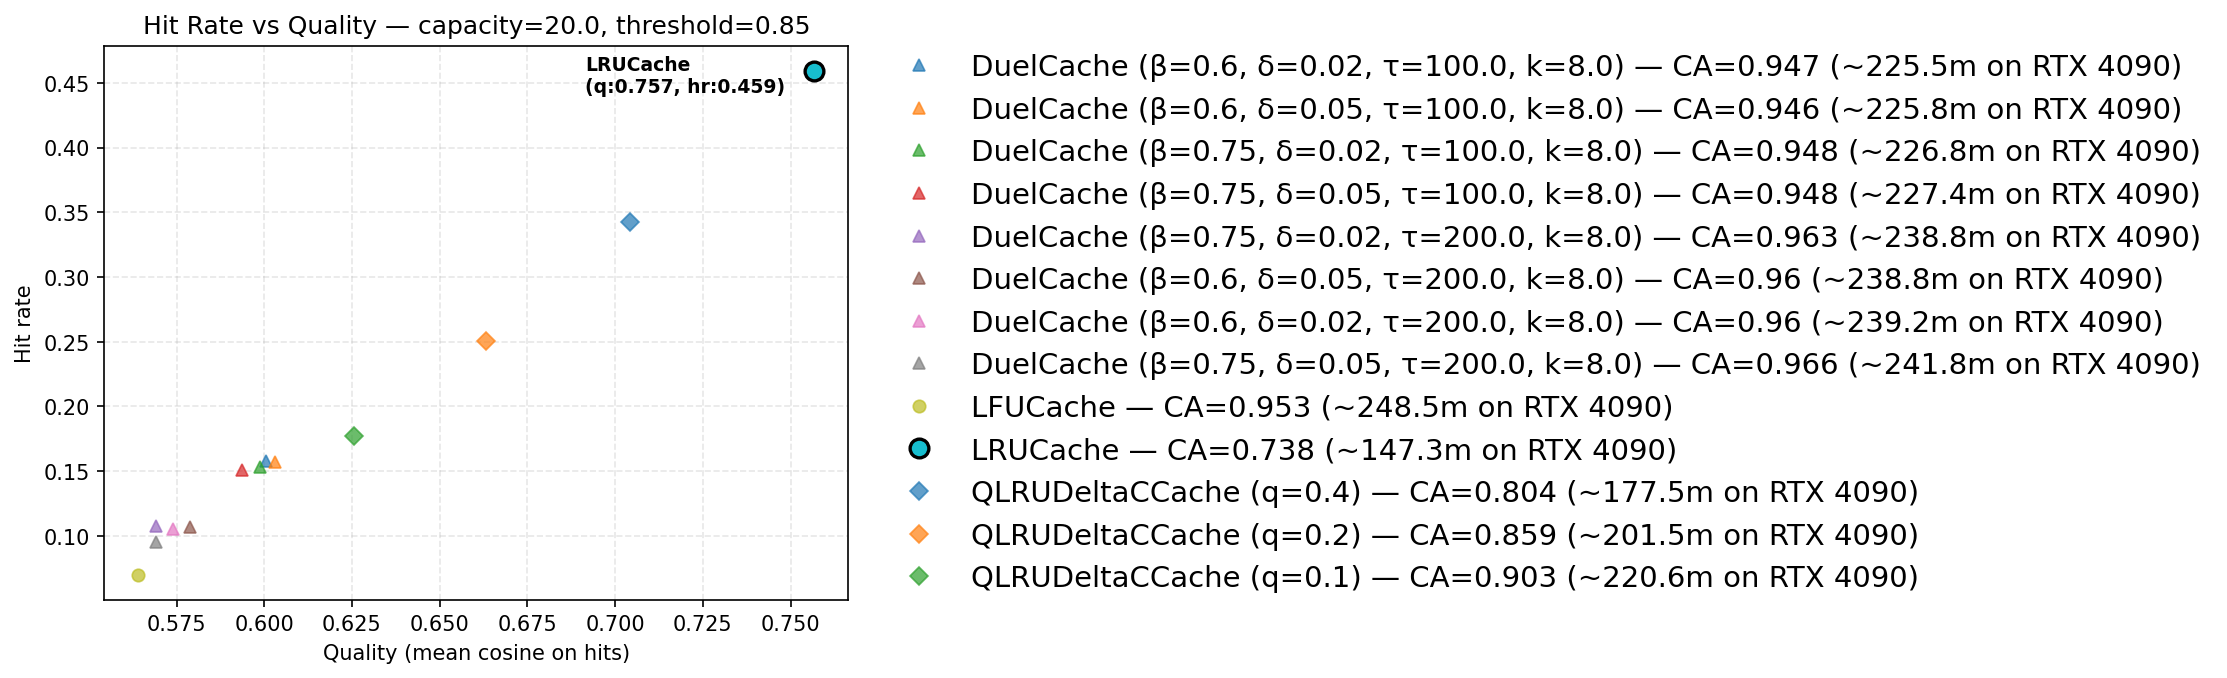 Hit Rate vs Quality — capacity=20.0, threshold=0.85
LRUCache
(q:0.757, hr:0.459)
Hit rate
0.45
0.40
0.35
0.30
0.25
0.20
0.15
0.10
0.575 0.600 0.625 0.650 0.675 0.700 0.725 0.750
Quality (mean cosine on hits)
DuelCache (β=0.6, δ=0.02, τ=100.0, k=8.0) — CA=0.947 (~225.5m on RTX 4090)
DuelCache (β=0.6, δ=0.05, τ=100.0, k=8.0) — CA=0.946 (~225.8m on RTX 4090)
DuelCache (β=0.75, δ=0.02, τ=100.0, k=8.0) — CA=0.948 (~226.8m on RTX 4090)
DuelCache (β=0.75, δ=0.05, τ=100.0, k=8.0) — CA=0.948 (~227.4m on RTX 4090)
DuelCache (β=0.75, δ=0.02, τ=200.0, k=8.0) — CA=0.963 (~238.8m on RTX 4090)
DuelCache (β=0.6, δ=0.05, τ=200.0, k=8.0) — CA=0.96 (~238.8m on RTX 4090)
DuelCache (β=0.6, δ=0.02, τ=200.0, k=8.0) — CA=0.96 (~239.2m on RTX 4090)
DuelCache (β=0.75, δ=0.05, τ=200.0, k=8.0) — CA=0.966 (~241.8m on RTX 4090)
LFUCache — CA=0.953 (~248.5m on RTX 4090)
LRUCache — CA=0.738 (~147.3m on RTX 4090)
QLRUDeltaCCache (q=0.4) — CA=0.804 (~177.5m on RTX 4090)
QLRUDeltaCCache (q=0.2) — CA=0.859 (~201.5m on RTX 4090)
QLRUDeltaCCache (q=0.1) — CA=0.903 (~220.6m on RTX 4090)